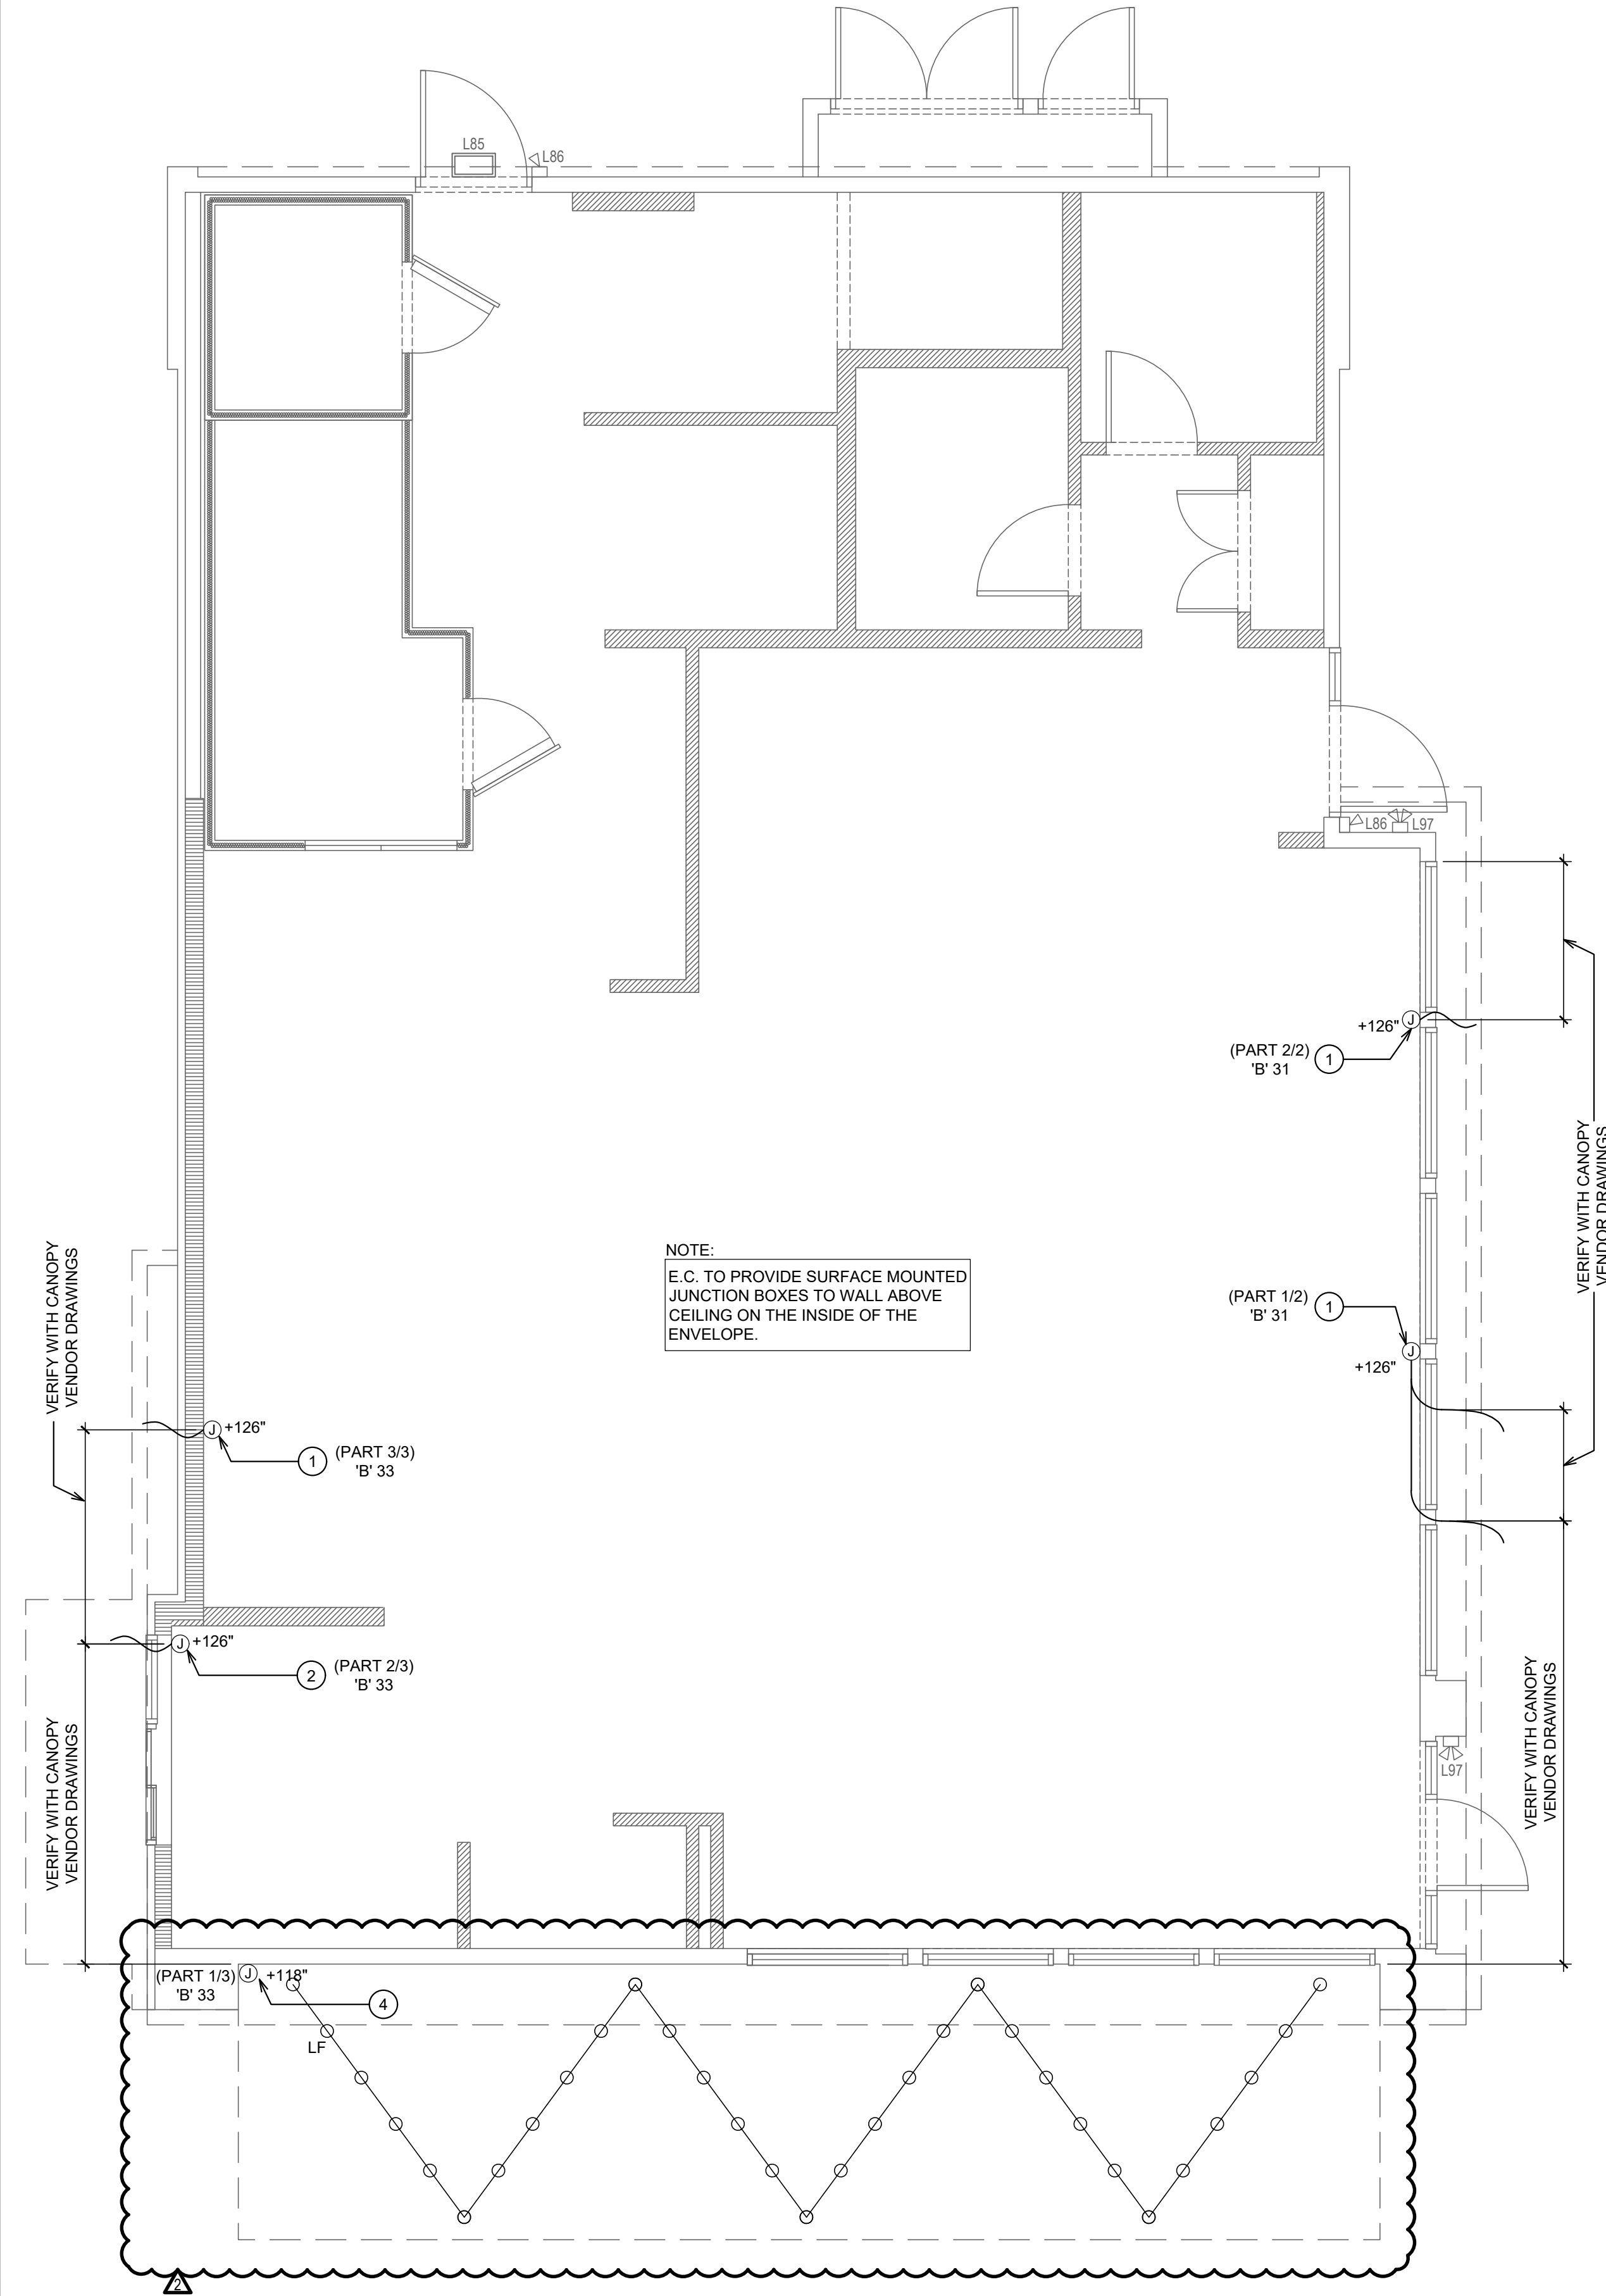 L85
L86
L86
L97
+126"
(PART 2/2)
'B' 31
1
J
VERIFY WITH CANOPY
VENDOR DRAWINGS
NOTE:
E.C. TO PROVIDE SURFACE MOUNTED
JUNCTION BOXES TO WALL ABOVE
CEILING ON THE INSIDE OF THE
ENVELOPE.
(PART 1/2)
'B' 31
1
J
+126"
VERIFY WITH CANOPY
VENDOR DRAWINGS
J
+126"
1
(PART 3/3)
'B' 33
J
+126"
2
(PART 2/3)
'B' 33
VERIFY WITH CANOPY
VENDOR DRAWINGS
VERIFY WITH CANOPY
VENDOR DRAWINGS
L97
(PART 1/3)
'B' 33
J
+118"
4
LF
2